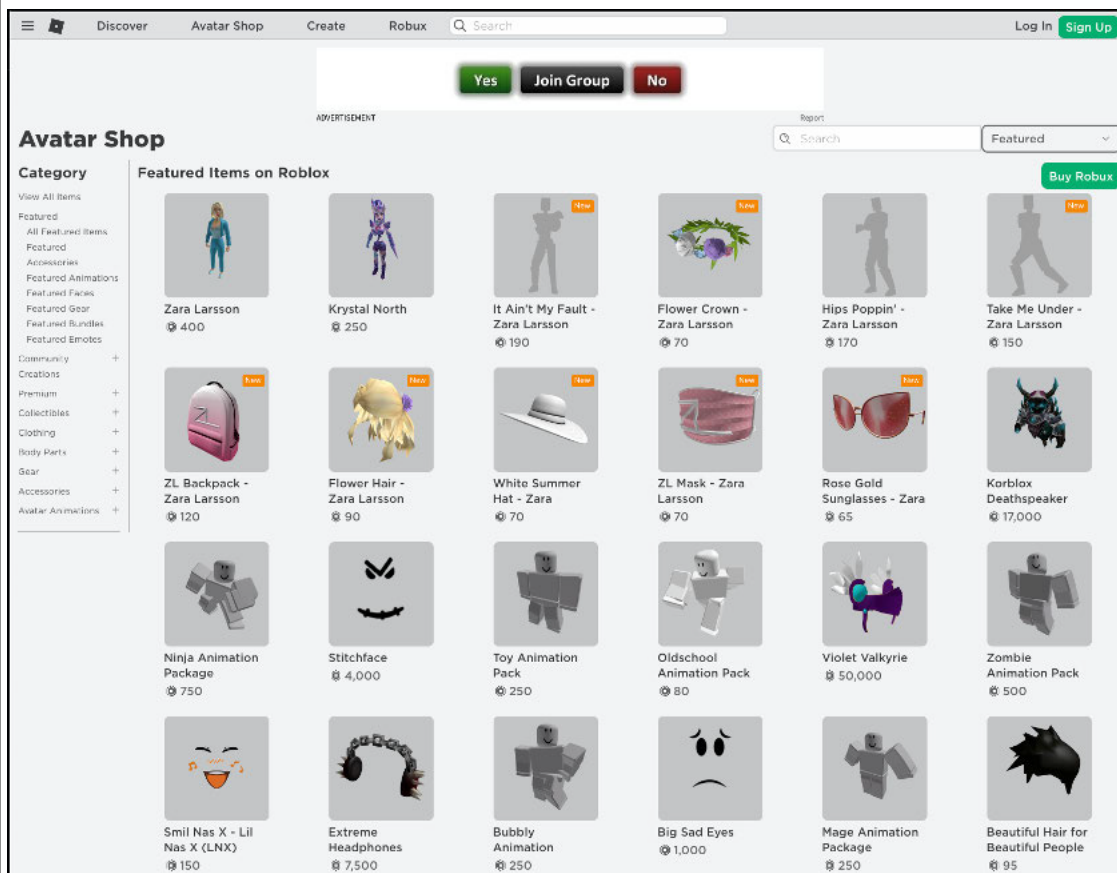 Discover Avatar Shop Create Robux Search Log In Sign Up
Yes Join Group No
ADVERTISEMENT Report
Avatar Shop
Search Featured
Category
View All Items
Featured
All Featured Items
Featured
Accessories
Featured Animations
Featured Faces
Featured Gear
Featured Bundles
Featured Emotes
Community +
Creations
Premium +
Collectibles +
Clothing +
Body Parts +
Gear +
Accessories +
Avatar Animations +
Featured Items on Roblox
Buy Robux
Zara Larsson
400
Krystal North
250
New
It Ain't My Fault -
Zara Larsson
190
New
Flower Crown -
Zara Larsson
70
Hips Poppin' -
Zara Larsson
170
New
Take Me Under -
Zara Larsson
150
New
ZL
ZL Backpack -
Zara Larsson
120
New
Flower Hair -
Zara Larsson
90
New
White Summer
Hat - Zara
70
New
ZL
ZL Mask - Zara
Larsson
70
New
Rose Gold
Sunglasses - Zara
65
Korblox
Deathspeaker
17,000
Ninja Animation
Package
750
Stitchface
4,000
Toy Animation
Pack
250
Oldschool
Animation Pack
80
Violet Valkyrie
50,000
Zombie
Animation Pack
500
Smil Nas X - Lil
Nas X (LNX)
150
Extreme
Headphones
7,500
Bubbly
Animation
250
Big Sad Eyes
1,000
Mage Animation
Package
250
Beautiful Hair for
Beautiful People
95